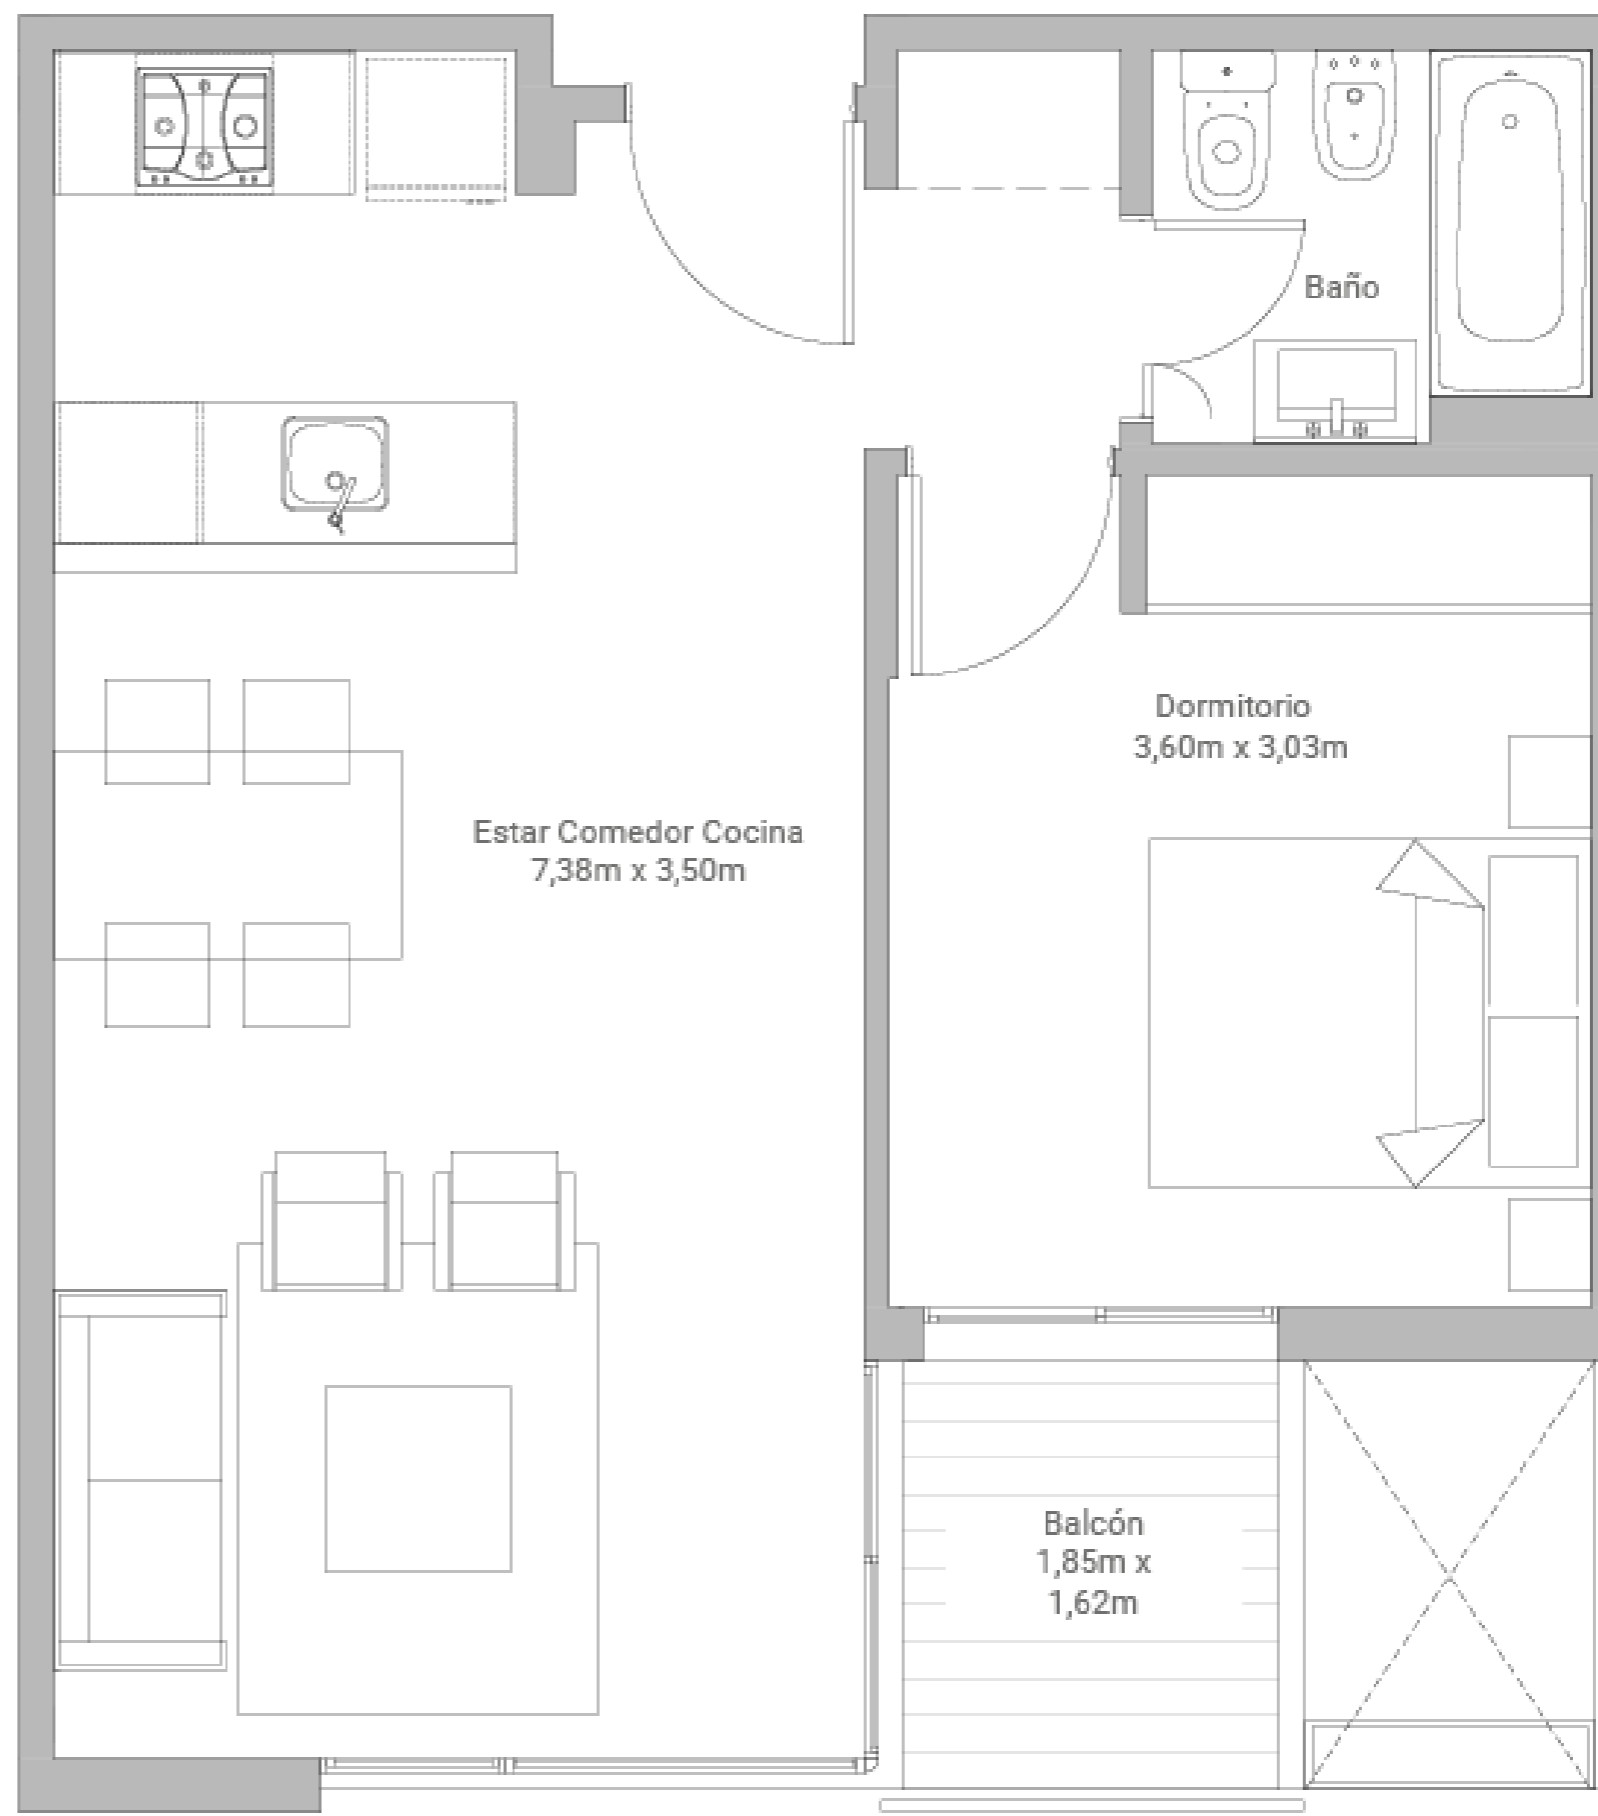 Baño
Dormitorio
3,60m x 3,03m
Estar Comedor Cocina
7,38m x 3,50m
Balcón
1,85m x
1,62m